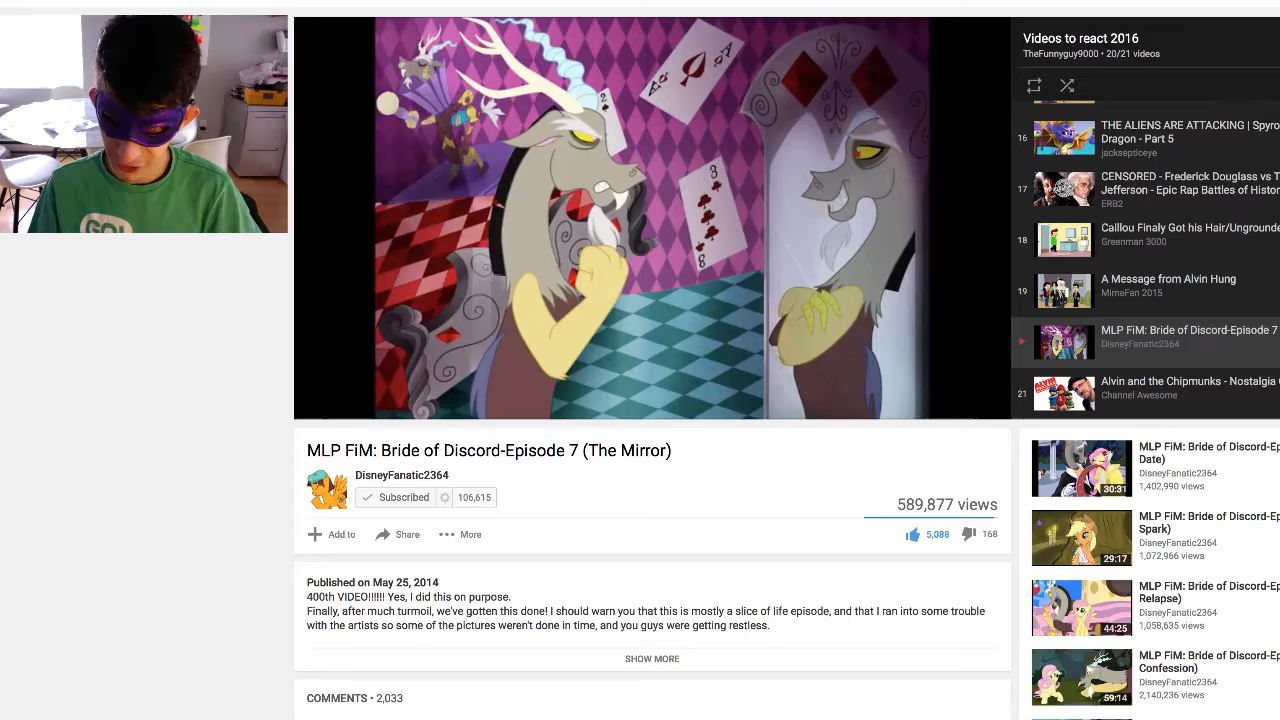 GO!
A
A
2
3
3
Videos to react 2016
TheFunnyguy9000 • 20/21 videos
16
THE ALIENS ARE ATTACKING | Spyro
Dragon - Part 5
jacksepticeye
17
CENSORED - Frederick Douglass vs T
Jefferson - Epic Rap Battles of Histor
ERB2
18
Caillou Finaly Got his Hair/Ungrounde
Greenman 3000
19
A Message from Alvin Hung
MimeFan 2015
MLP FiM: Bride of Discord-Episode 7
DisneyFanatic2364
21
ALVIN
Alvin and the Chipmunks - Nostalgia C
Channel Awesome
MLP FiM: Bride of Discord-Episode 7 (The Mirror)
DisneyFanatic2364
Subscribed 106,615
589,877 views
Add to Share More
5,088 168
Published on May 25, 2014
400th VIDEO!!!!!! Yes, I did this on purpose.
Finally, after much turmoil, we've gotten this done! I should warn you that this is mostly a slice of life episode, and that I ran into some trouble
with the artists so some of the pictures weren't done in time, and you guys were getting restless.
SHOW MORE
COMMENTS • 2,033
MLP FiM: Bride of Discord-Ep
Date)
DisneyFanatic2364
1,402,990 views
30:31
MLP FiM: Bride of Discord-Ep
Spark)
DisneyFanatic2364
1,072,966 views
29:17
MLP FiM: Bride of Discord-Ep
Relapse)
DisneyFanatic2364
1,058,635 views
44:25
MLP FiM: Bride of Discord-Ep
Confession)
DisneyFanatic2364
2,140,236 views
59:14